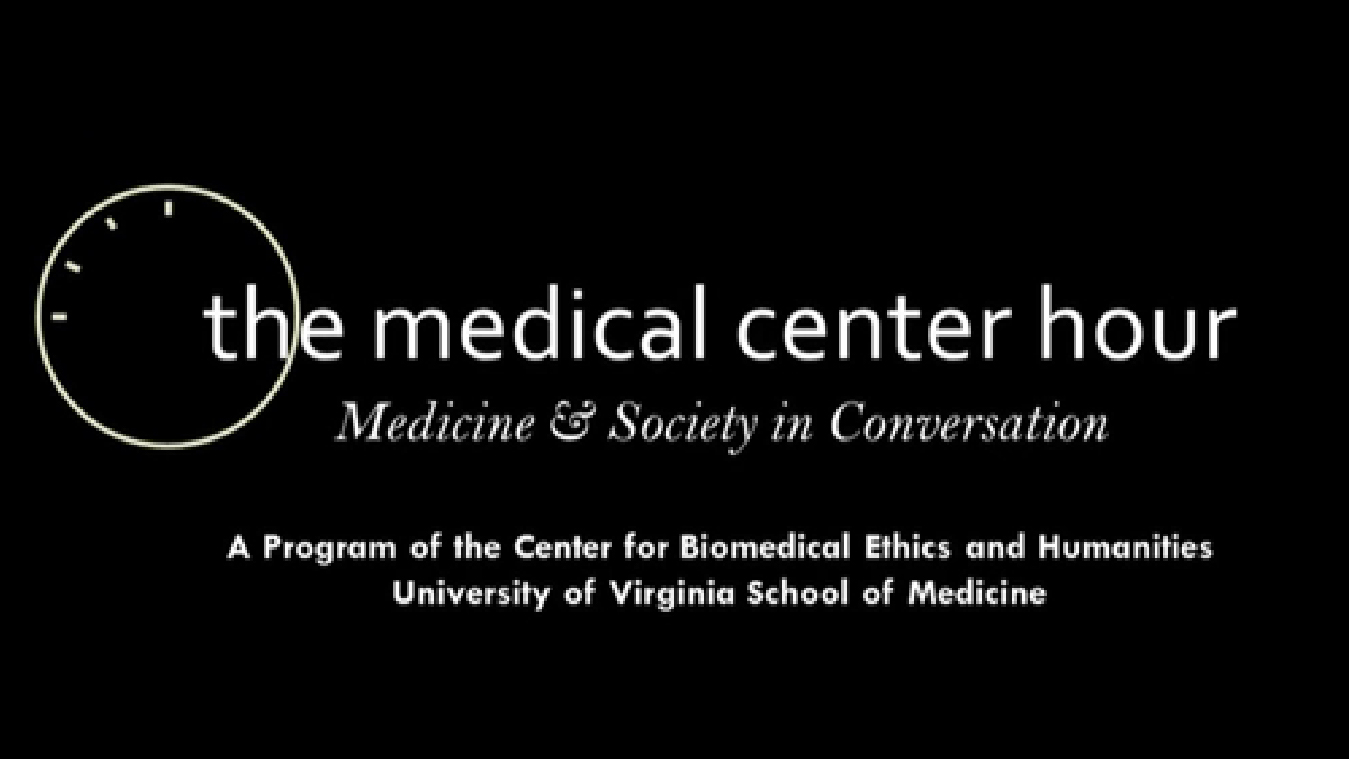 the medical center hour
Medicine & Society in Conversation
A Program of the Center for Biomedical Ethics and Humanities
University of Virginia School of Medicine